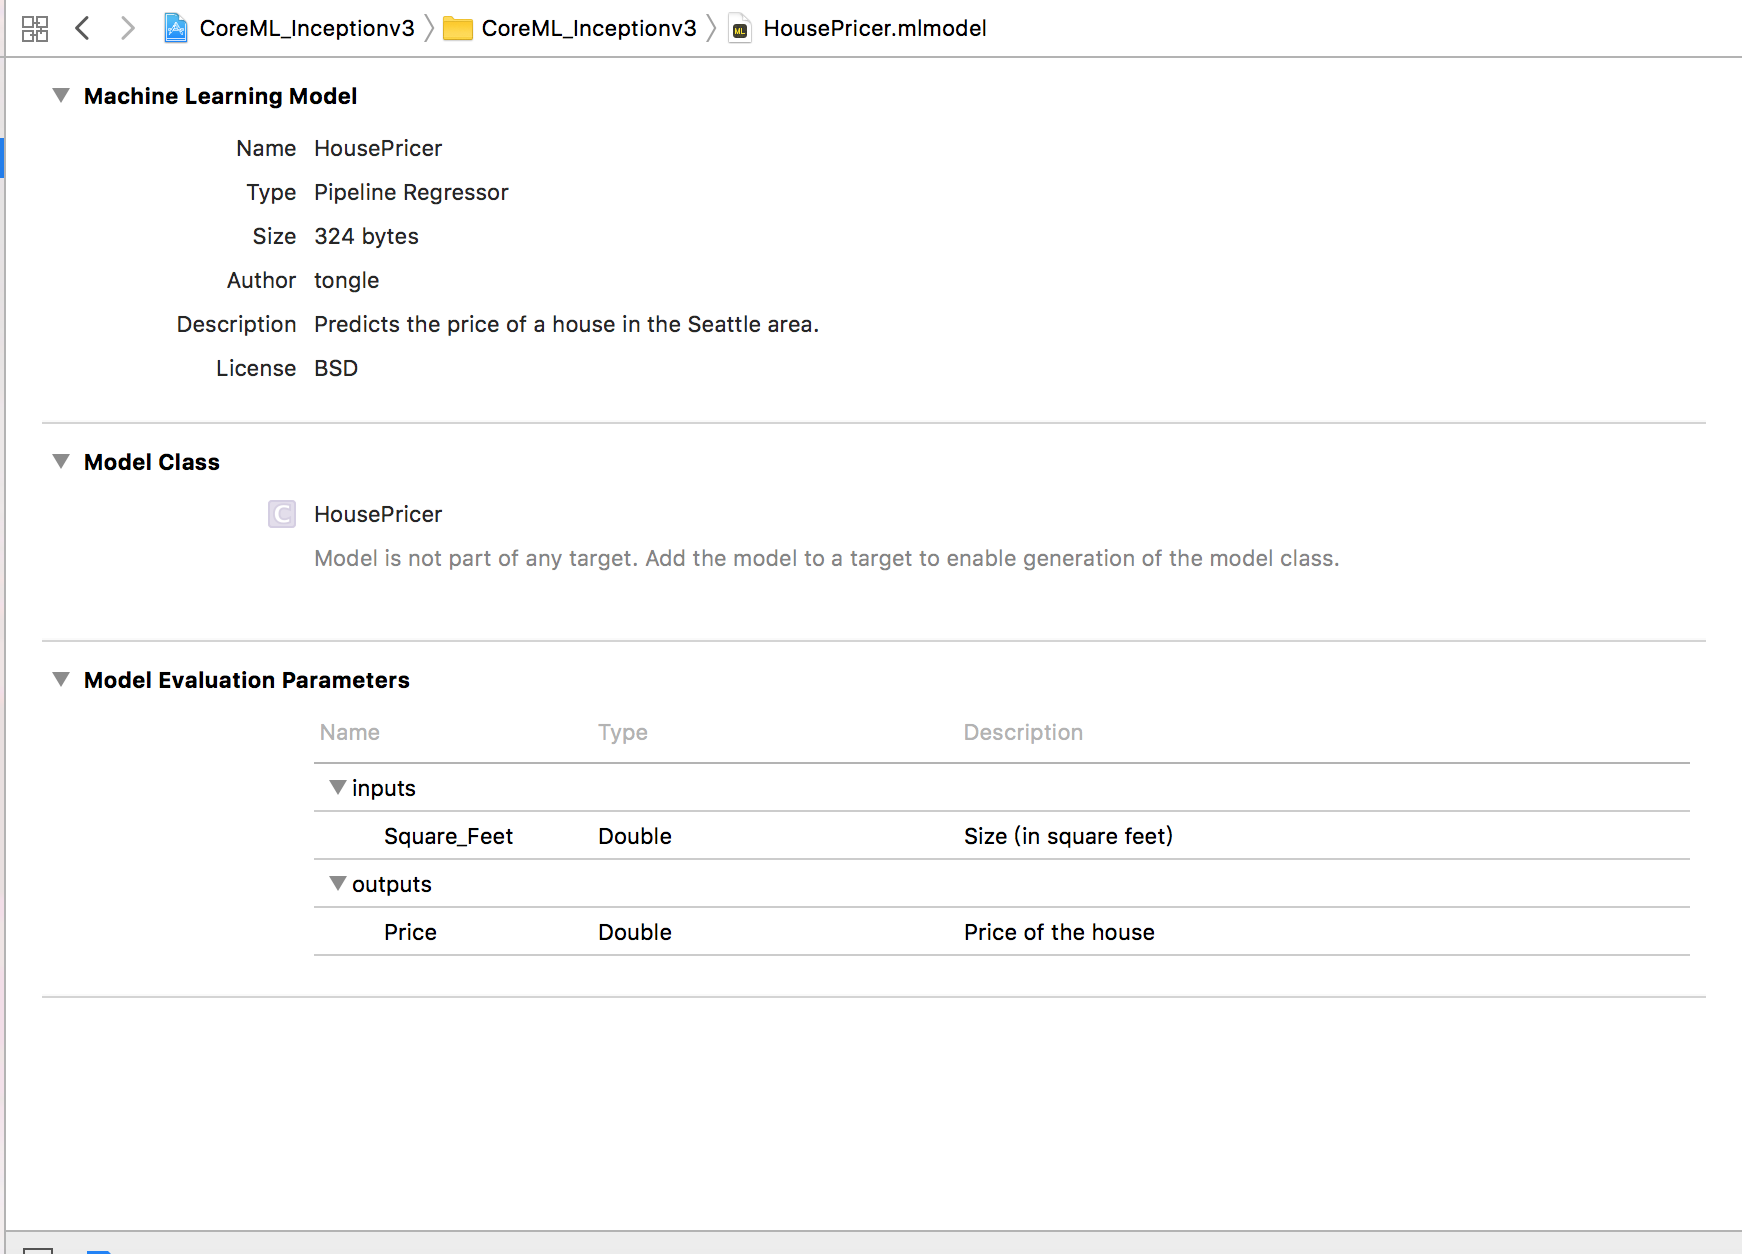 CoreML_Inceptionv3 CoreML_Inceptionv3 HousePricer.mlmodel
Machine Learning Model
Name HousePricer
Type Pipeline Regressor
Size 324 bytes
Author tongle
Description Predicts the price of a house in the Seattle area.
License BSD
Model Class
C HousePricer
Model is not part of any target. Add the model to a target to enable generation of the model class.
Model Evaluation Parameters
Name Type Description
inputs
Square_Feet Double Size (in square feet)
outputs
Price Double Price of the house